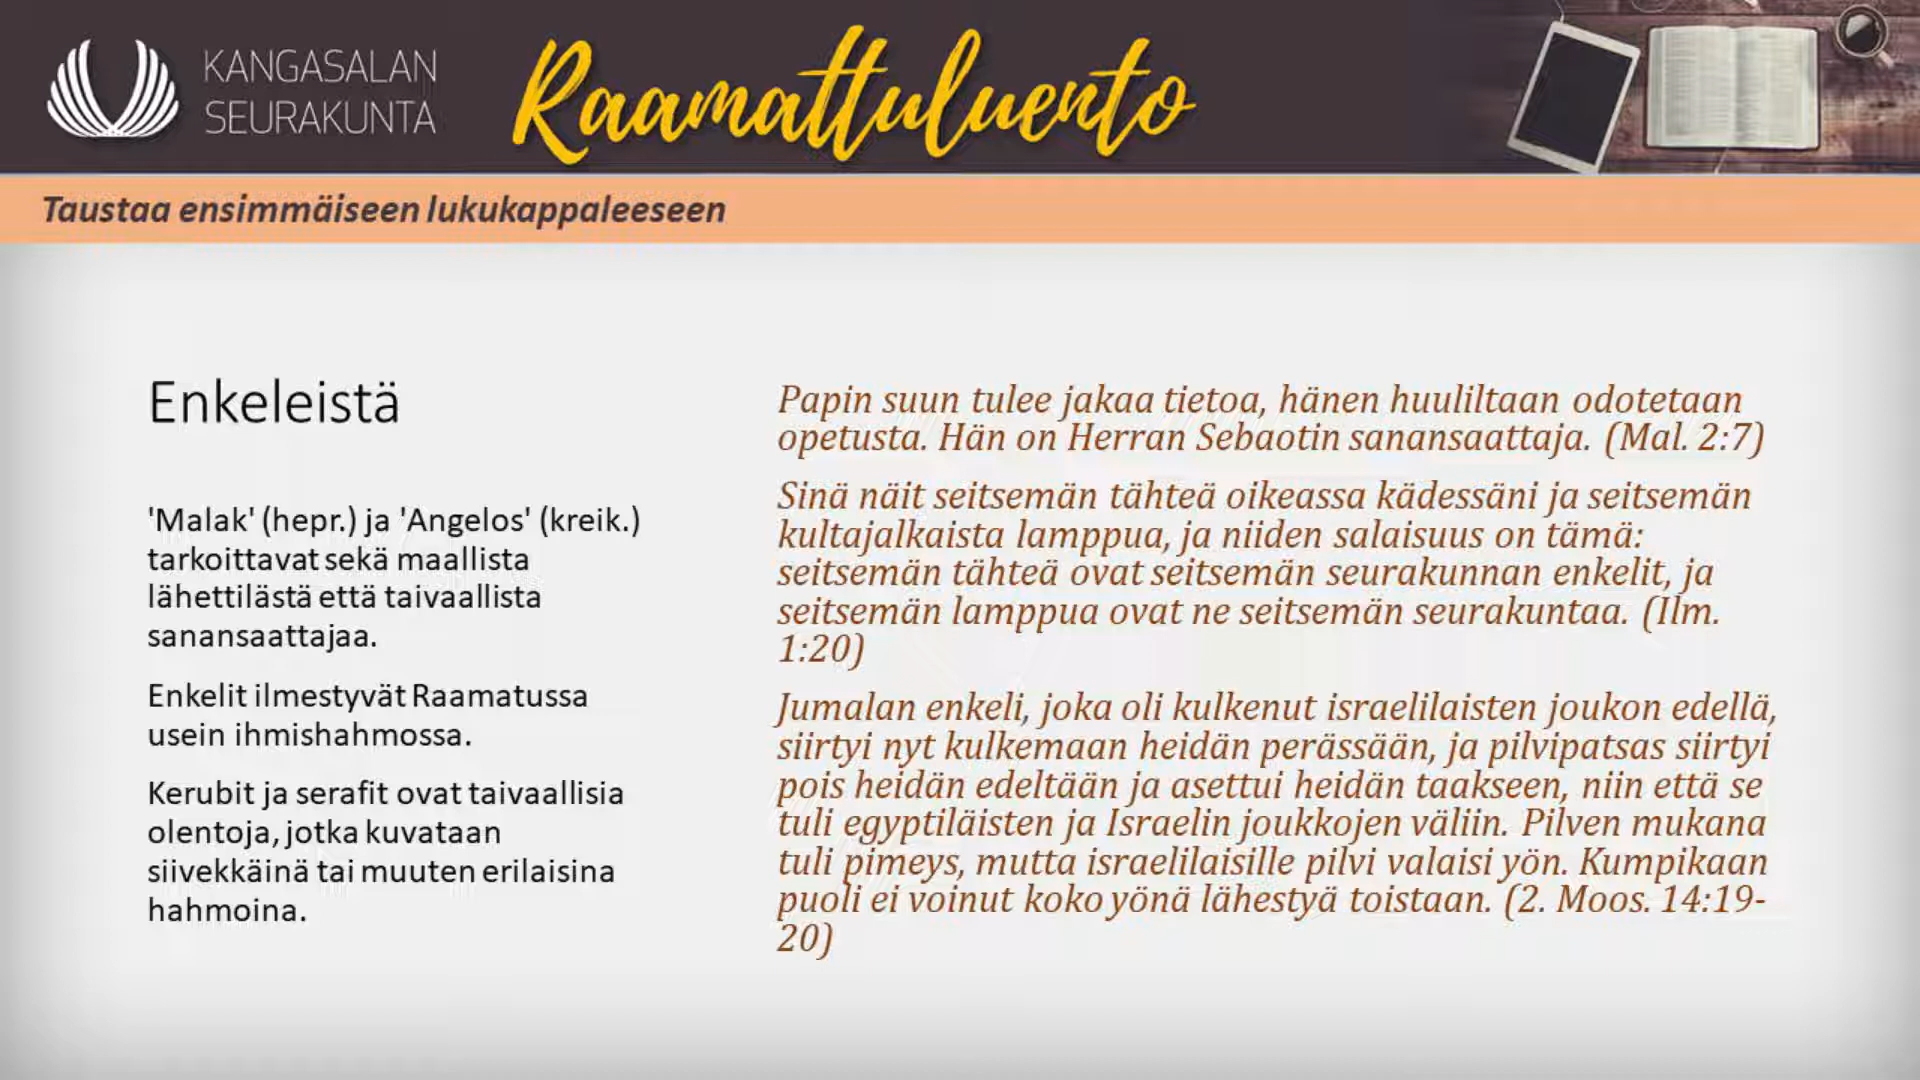 KANGASALAN
SEURAKUNTA
Raamattuluento
Taustaa ensimmäiseen lukukappaleeseen
Enkeleistä
'Malak' (hepr.) ja 'Angelos' (kreik.)
tarkoittavat sekä maallista
lähettilästä että taivaallista
sanansaattajaa.
Enkelit ilmestyvät Raamatussa
usein ihmishahmossa.
Kerubit ja serafit ovat taivaallisia
olentoja, jotka kuvataan
siivekkäinä tai muuten erilaisina
hahmoina.
Papin suun tulee jakaa tietoa, hänen huuliltaan odotetaan
opetusta. Hän on Herran Sebaotin sanansaattaja. (Mal. 2:7)
Sinä näit seitsemän tähteä oikeassa kädessäni ja seitsemän
kultajalkaista lamppua, ja niiden salaisuus on tämä:
seitsemän tähteä ovat seitsemän seurakunnan enkelit, ja
seitsemän lamppua ovat ne seitsemän seurakuntaa. (Ilm.
1:20)
Jumalan enkeli, joka oli kulkenut israelilaisten joukon edellä,
siirtyi nyt kulkemaan heidän perässään, ja pilvipatsas siirtyi
pois heidän edeltään ja asettui heidän taakseen, niin että se
tuli egyptiläisten ja Israelin joukkojen väliin. Pilven mukana
tuli pimeys, mutta israelilaisille pilvi valaisi yön. Kumpikaan
puoli ei voinut koko yönä lähestyä toistaan. (2. Moos. 14:19-
20)